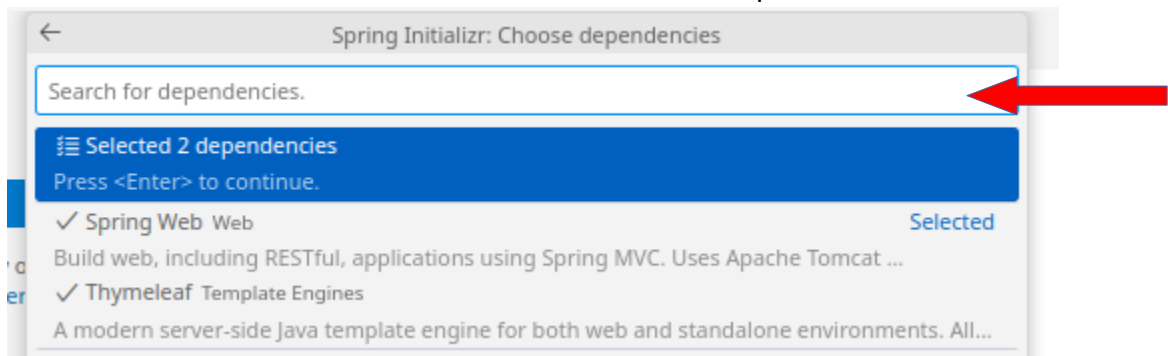 Spring Initializr: Choose dependencies
Search for dependencies.
Selected 2 dependencies
Press <Enter> to continue.
Spring Web Web Selected
Build web, including RESTful, applications using Spring MVC. Uses Apache Tomcat ...
Thymeleaf Template Engines
A modern server-side Java template engine for both web and standalone environments. All...